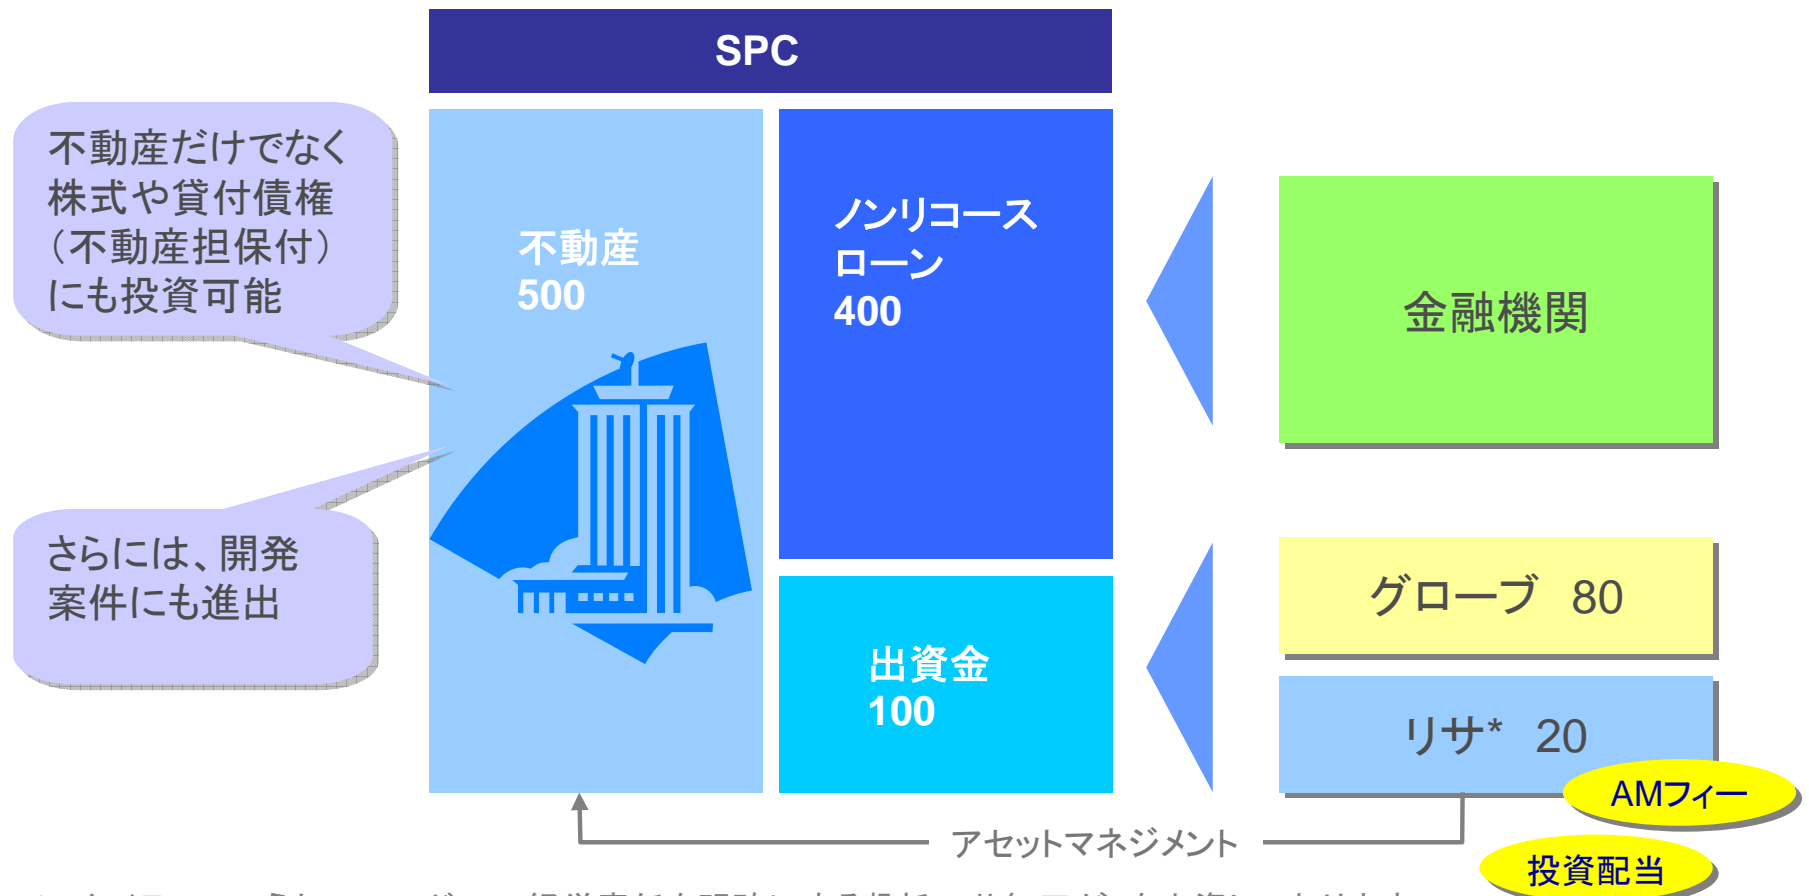 SPC
不動産だけでなく
株式や貸付債権
（不動産担保付）
にも投資可能
さらには、開発
案件にも進出
不動産
500
ノンリコース
ローン
400
出資金
100
金融機関
グローブ 80
リサ* 20
AMフィー
投資配当
アセットマネジメント